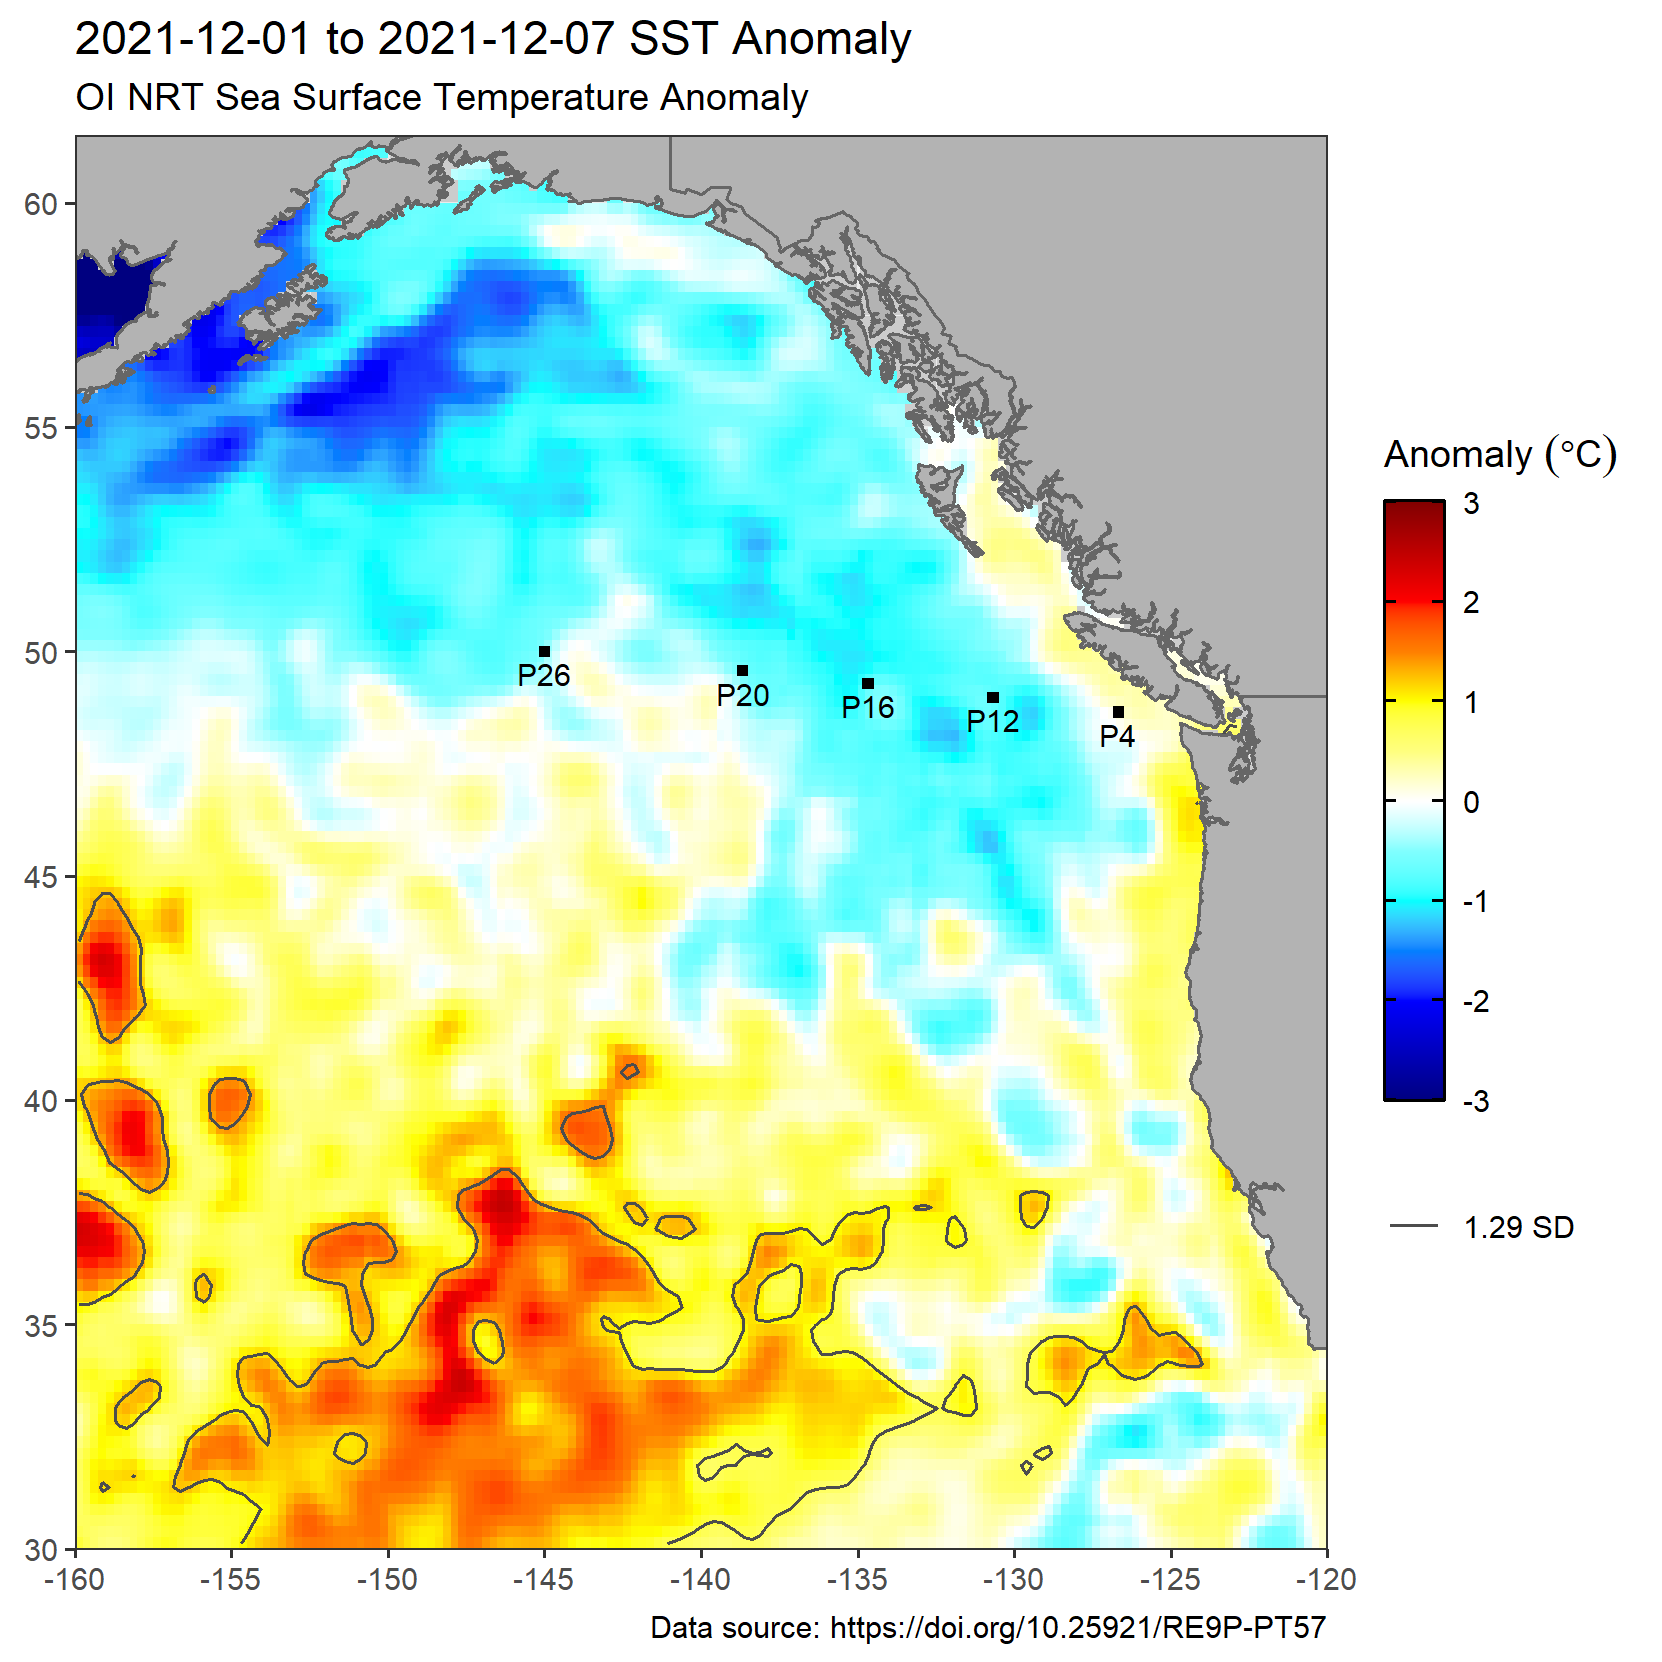 2021-12-01 to 2021-12-07 SST Anomaly
OI NRT Sea Surface Temperature Anomaly
60
55
50
45
40
35
30
-160
-155
-150
-145
-140
-135
-130
-125
-120
P26
P20
P16
P12
P4
Anomaly (°C)
3
2
1
0
-1
-2
-3
1.29 SD
Data source: https://doi.org/10.25921/RE9P-PT57